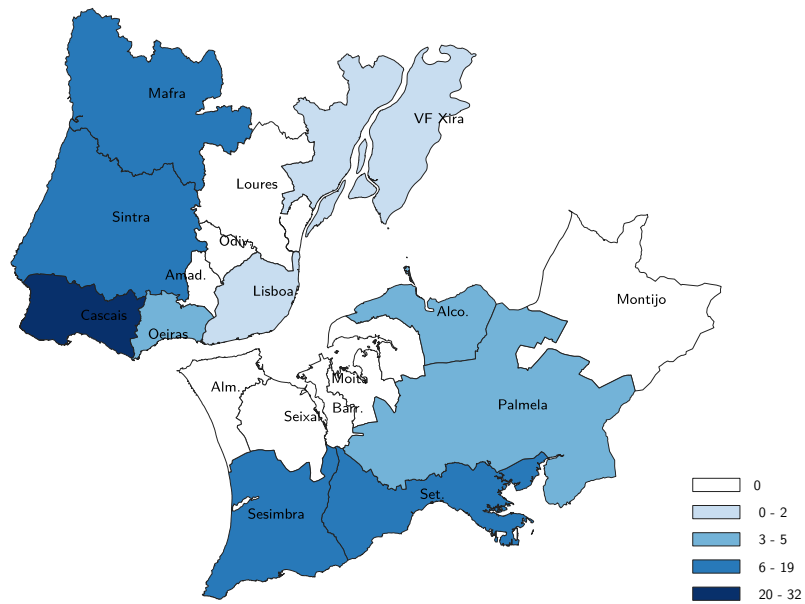 Mafra
VF Xira
Loures
Sintra
Odiv.
Amad.
Lisboa
Montijo
Cascais
Alco.
Oeiras
Moita
Alm.
Barr.
Palmela
Seixal
Set.
Sesimbra
0
0 - 2
3 - 5
6 - 19
20 - 32